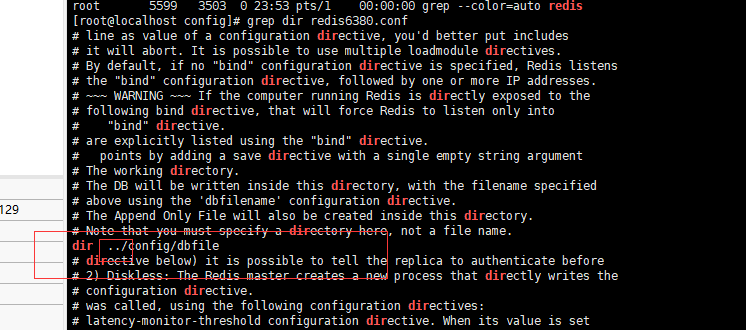 root       5599   3503  0 23:53 pts/1    00:00:00 grep --color=auto redis
[root@localhost config]# grep dir redis6380.conf
# line as value of a configuration directive, you'd better put includes
# it will abort. It is possible to use multiple loadmodule directives.
# By default, if no "bind" configuration directive is specified, Redis listens
# the "bind" configuration directive, followed by one or more IP addresses.
# ~~~ WARNING ~~~ If the computer running Redis is directly exposed to the
# following bind directive, that will force Redis to listen only into
#    "bind" directive.
# are explicitly listed using the "bind" directive.
#   points by adding a save directive with a single empty string argument
# The working directory.
# The DB will be written inside this directory, with the filename specified
129
# above using the 'dbfilename' configuration directive.
# The Append Only File will also be created inside this directory.
# Note that you must specify a directory here, not a file name.
dir  ../config/dbfile
# directive below) it is possible to tell the replica to authenticate before
# 2) Diskless: The Redis master creates a new process that directly writes the
# configuration directive.
# was called, using the following configuration directives:
# latency-monitor-threshold configuration directive. When its value is set